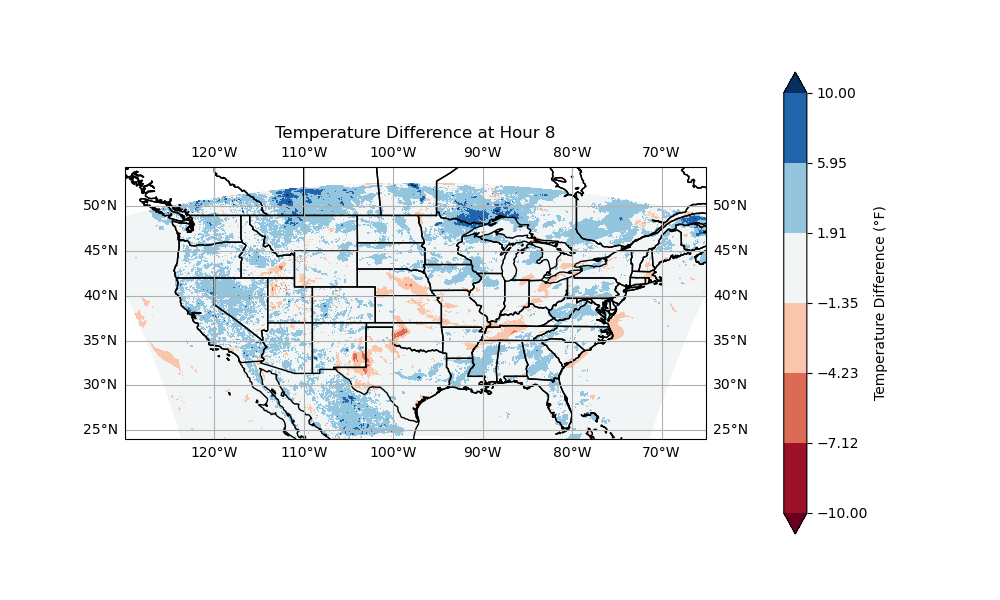 Temperature Difference at Hour 8
120°W 110°W 100°W 90°W 80°W 70°W
50°N 50°N
45°N 45°N
40°N 40°N
35°N 35°N
30°N 30°N
25°N 25°N
120°W 110°W 100°W 90°W 80°W 70°W
10.00
5.95
1.91
−1.35
−4.23
−7.12
−10.00
Temperature Difference (°F)